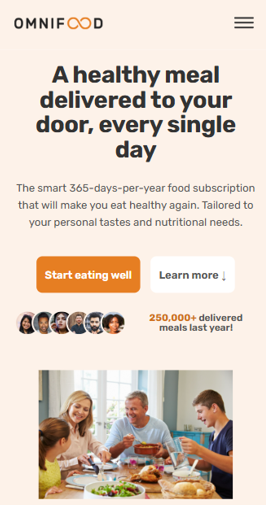 OMNIFOOD
A healthy meal
delivered to your
door, every single
day
The smart 365-days-per-year food subscription
that will make you eat healthy again. Tailored to
your personal tastes and nutritional needs.
Start eating well
Learn more ↓
250,000+ delivered
meals last year!